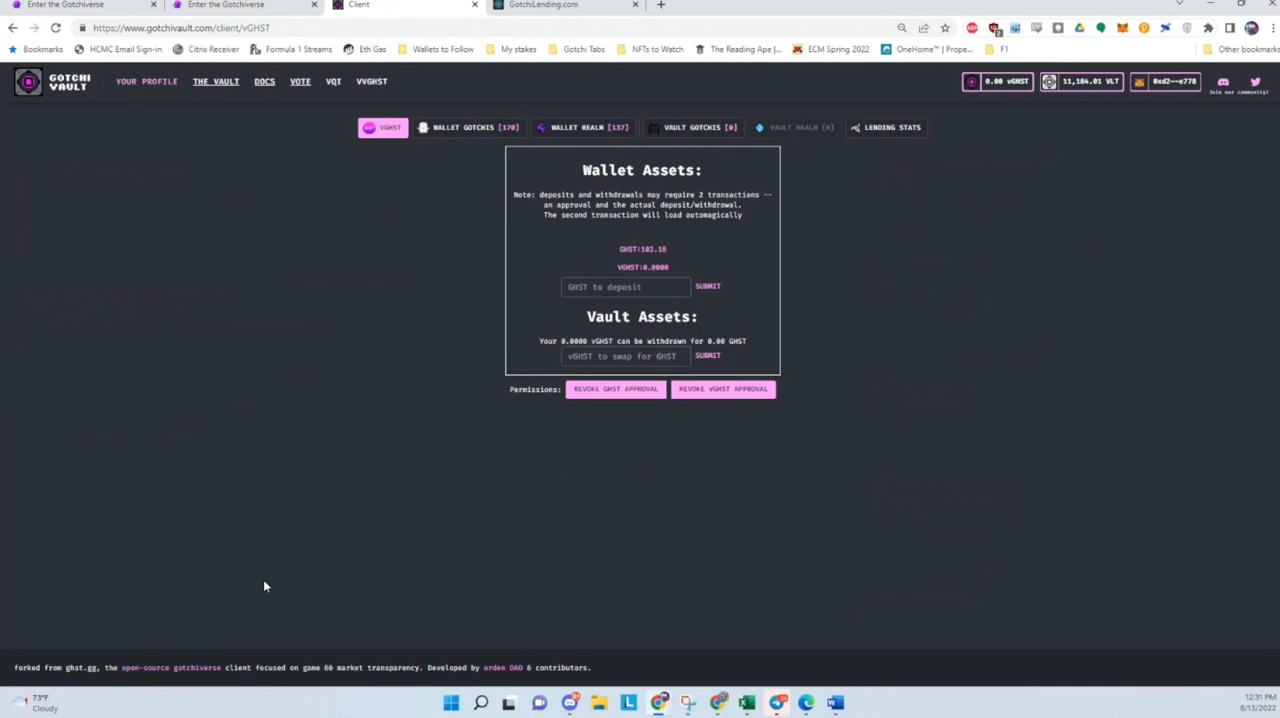 Enter the Gotchiverse
Enter the Gotchiverse
Client
GotchiLending.com
https://www.gotchivault.com/client/vGHST
Bookmarks
HCMC Email Sign-in
Citrix Receiver
Formula 1 Streams
Eth Gas
Wallets to Follow
My stakes
Gotchi Tabs
NFTs to Watch
The Reading Ape |...
ECM Spring 2022
OneHome™ | Prope...
F1
Other bookmarks
GOTCHI
VAULT
YOUR PROFILE
THE VAULT
DOCS
VOTE
VQI
VVGHST
0.00 vGHST
11,184.01 VLT
0xd2~~e778
Join our community!
VGHST
WALLET GOTCHIS [170]
WALLET REALM [137]
VAULT GOTCHIS [0]
VAULT REALM [0]
LENDING STATS
Wallet Assets:
Note: deposits and withdrawals may require 2 transactions --
an approval and the actual deposit/withdrawal.
The second transaction will load automagically
GHST:103.18
VGHST:0.0000
GHST to deposit
SUBMIT
Vault Assets:
Your 0.0000 vGHST can be withdrawn for 0.00 GHST
vGHST to swap for GHST
SUBMIT
Permissions:
REVOKE GHST APPROVAL
REVOKE VGHST APPROVAL
forked from ghst.gg, the open-source gotchiverse client focused on game && market transparency. Developed by orden DAO & contributors.
73°F
Cloudy
12:31 PM
6/13/2022